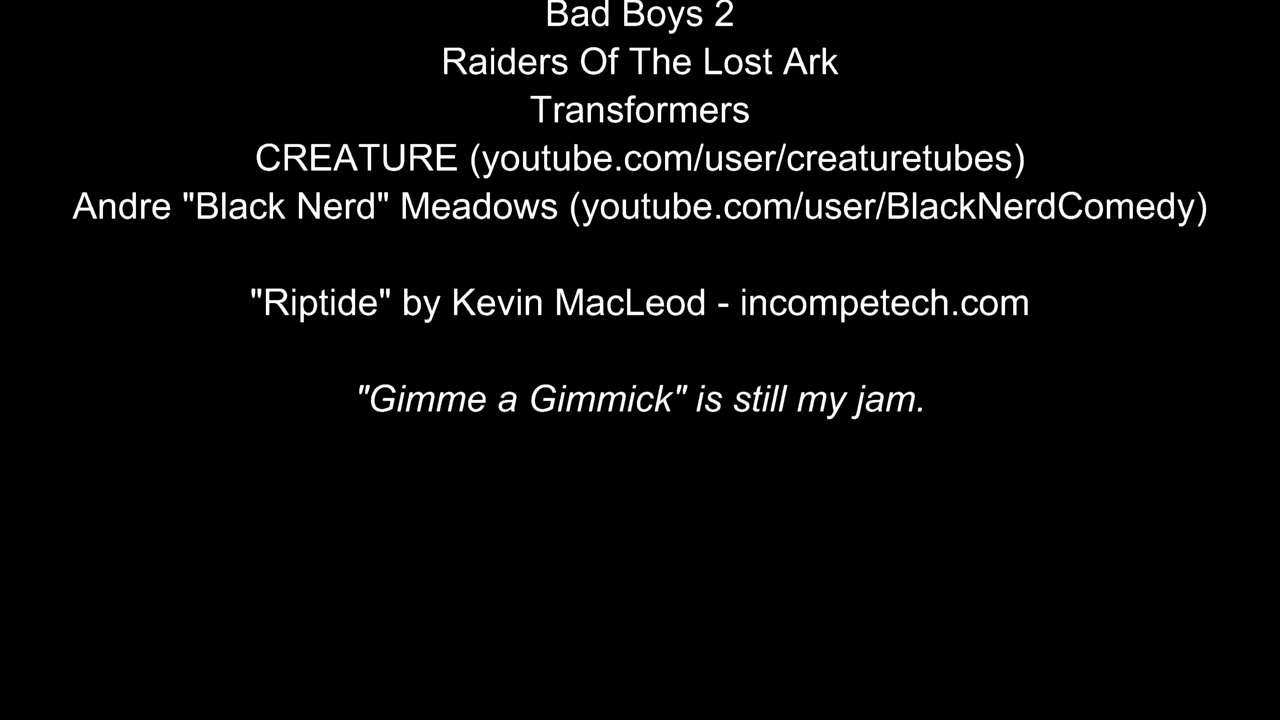 Bad Boys 2
Raiders Of The Lost Ark
Transformers
CREATURE (youtube.com/user/creaturetubes)
Andre "Black Nerd" Meadows (youtube.com/user/BlackNerdComedy)
"Riptide" by Kevin MacLeod - incompetech.com
"Gimme a Gimmick" is still my jam.